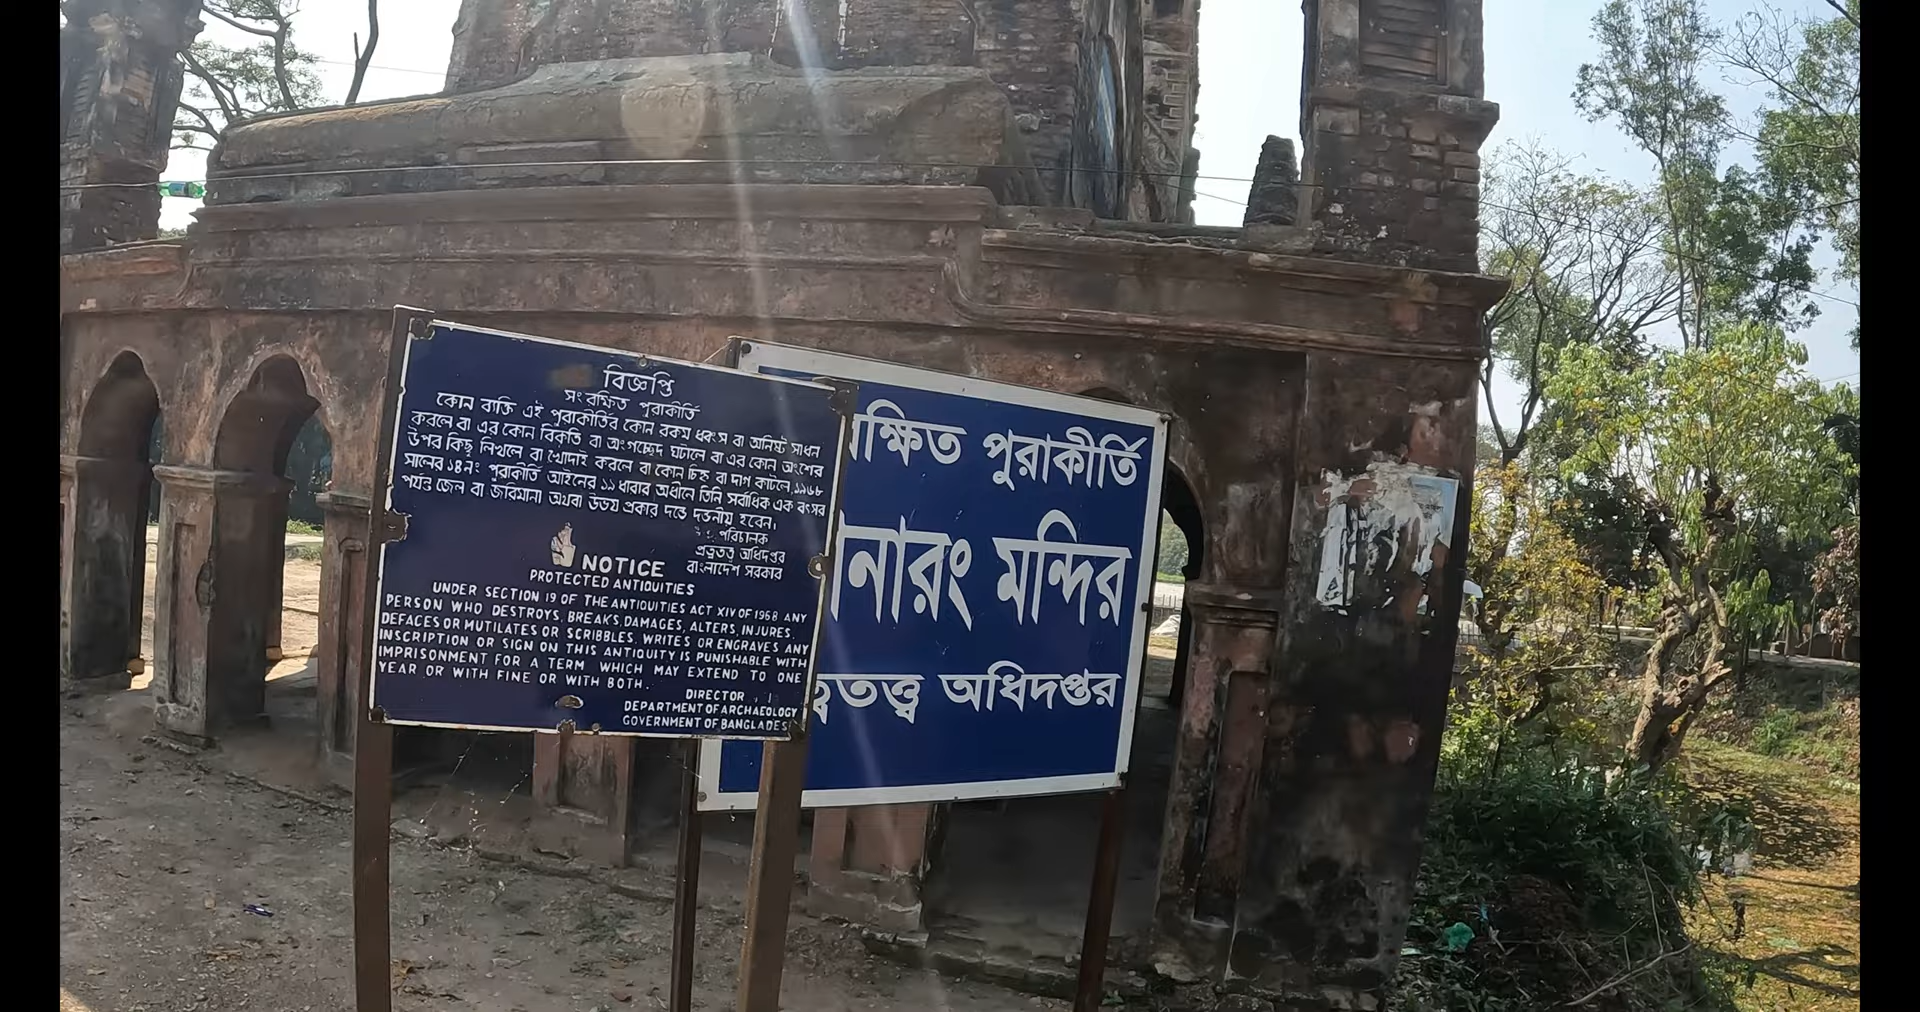 বিজ্ঞপ্তি
সংরক্ষিত পুরাকীর্তি
কোন ব্যক্তি এই পুরাকীর্তির কোন রকম ধ্বংস বা অনিষ্ট সাধন
করলে বা এর কোন বিকৃতি বা অংগচ্ছেদ ঘটালে বা এর কোন অংশের
উপর কিছু লিখলে বা খোদাই করলে বা কোন চিহ্ন বা দাগ কাটলে, ১৯৬৮
সালের ১৪নং পুরাকীর্তি আইনের ১৯ ধারার অধীনে তিনি সর্বাধিক এক বৎসর
পর্যন্ত জেল বা জরিমানা অথবা উভয় প্রকার দন্ডে দন্ডনীয় হবেন।
পরিচালক
প্রত্নতত্ত্ব অধিদপ্তর
বাংলাদেশ সরকার
NOTICE
PROTECTED ANTIQUITIES
UNDER SECTION 19 OF THE ANTIQUITIES ACT XIV OF 1968 ANY
PERSON WHO DESTROYS, BREAKS, DAMAGES, ALTERS, INJURES,
DEFACES OR MUTILATES OR SCRIBBLES, WRITES OR ENGRAVES ANY
INSCRIPTION OR SIGN ON THIS ANTIQUITY IS PUNISHABLE WITH
IMPRISONMENT FOR A TERM WHICH MAY EXTEND TO ONE
YEAR OR WITH FINE OR WITH BOTH.
DIRECTOR
DEPARTMENT OF ARCHAEOLOGY
GOVERNMENT OF BANGLADESH
ক্ষিত পুরাকীর্তি
নারং মন্দির
তত্ত্ব অধিদপ্তর